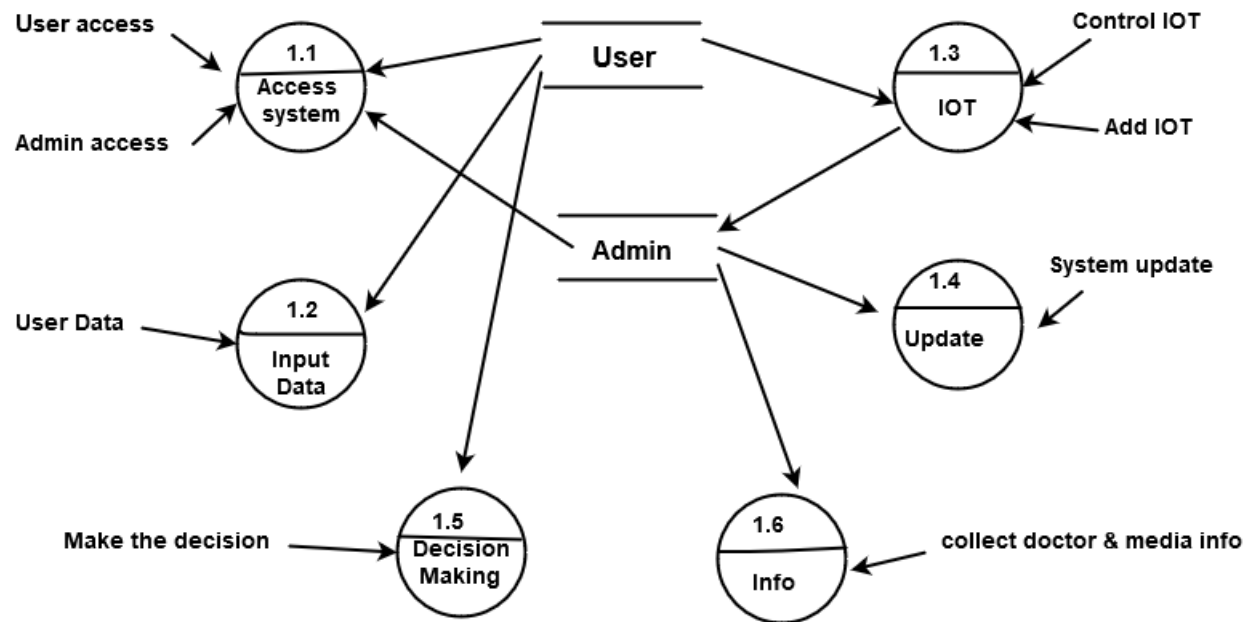 User access
1.1
Access
system
Admin access
User
1.3
IOT
Control IOT
Add IOT
Admin
1.4
Update
System update
User Data
1.2
Input
Data
Make the decision
1.5
Decision
Making
1.6
Info
collect doctor & media info